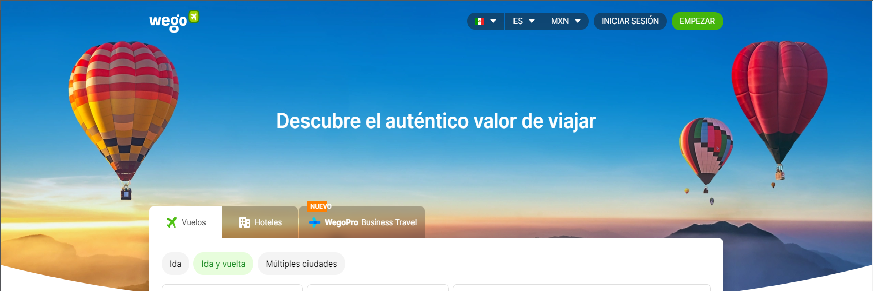 wego
ES MXN INICIAR SESIÓN EMPEZAR
Descubre el auténtico valor de viajar
NUEVO
Vuelos Hoteles WegoPro Business Travel
Ida Ida y vuelta Múltiples ciudades